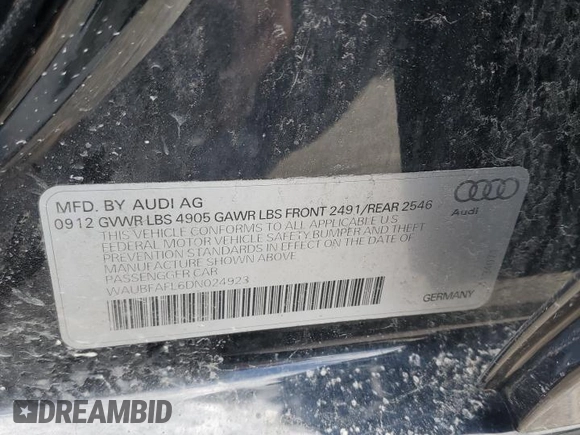 MFD. BY AUDI AG
0912 GVWR LBS 4905 GAWR LBS FRONT 2491/REAR 2546
THIS VEHICLE CONFORMS TO ALL APPLICABLE U.S
FEDERAL MOTOR VEHICLE SAFETY,BUMPER AND THEFT
PREVENTION STANDARDS IN EFFECT ON THE DATE OF
MANUFACTURE SHOWN ABOVE
PASSENGER CAR
WAUBFAFL6DN024923
Audi
GERMANY
DREAMBID